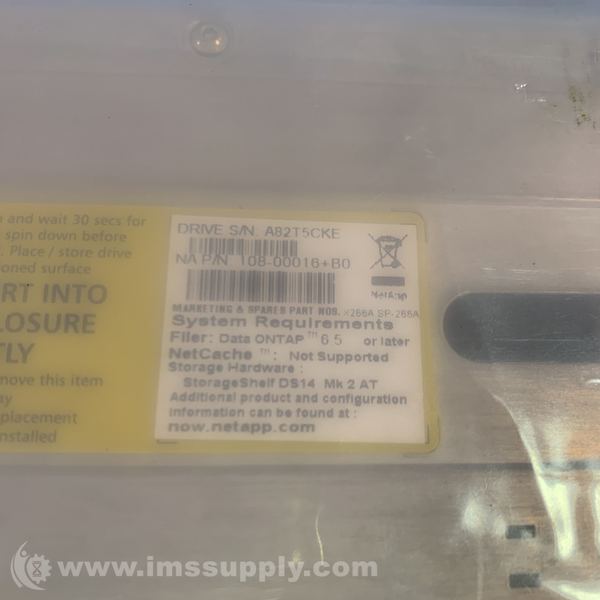 n and wait 30 secs for
spin down before
. Place / store drive
oned surface
RT INTO
LOSURE
TLY
move this item
ay
placement
nstalled
DRIVE S/N: A82T5CKE
NA P/N: 108-00016+B0
NetApp
MARKETING & SPARES PART NOS. X266A SP-266A
System Requirements
Filer: Data ONTAP™ 6.5 or later
NetCache™: Not Supported
Storage Hardware:
StorageShelf DS14 Mk 2 AT
Additional product and configuration
information can be found at:
now.netapp.com
www.imssupply.com